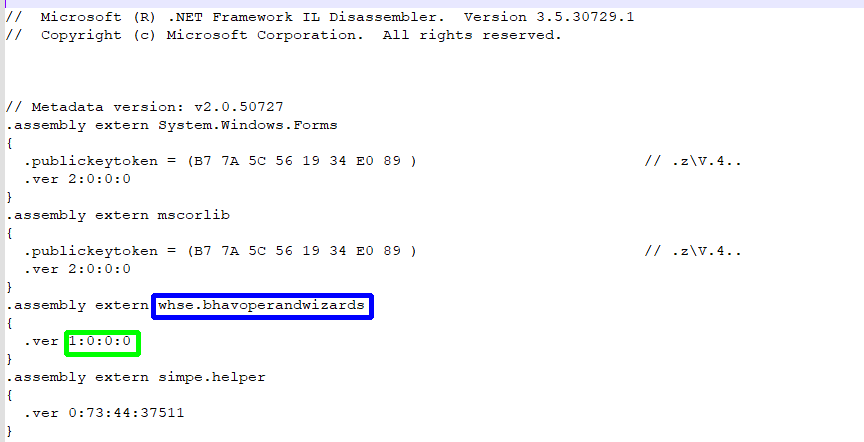 //  Microsoft (R) .NET Framework IL Disassembler.  Version 3.5.30729.1
//  Copyright (c) Microsoft Corporation.  All rights reserved.
// Metadata version: v2.0.50727
.assembly extern System.Windows.Forms
{
  .publickeytoken = (B7 7A 5C 56 19 34 E0 89 )                         // .z\V.4..
  .ver 2:0:0:0
}
.assembly extern mscorlib
{
  .publickeytoken = (B7 7A 5C 56 19 34 E0 89 )                         // .z\V.4..
  .ver 2:0:0:0
}
.assembly extern whse.bhavoperandwizards
{
  .ver 1:0:0:0
}
.assembly extern simpe.helper
{
  .ver 0:73:44:37511
}